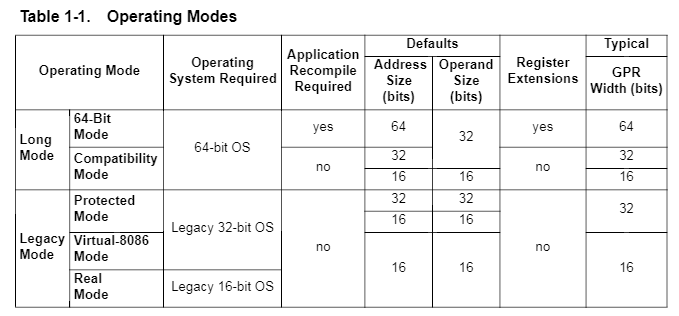 Table 1-1. Operating Modes
Operating Mode
Operating
System Required
Application
Recompile
Required
Defaults
Address
Size
(bits)
Operand
Size
(bits)
Register
Extensions
Typical
GPR
Width (bits)
Long
Mode
64-Bit
Mode
64-bit OS
yes
64
32
yes
64
Compatibility
Mode
no
32
no
32
16
16
16
Legacy
Mode
Protected
Mode
Legacy 32-bit OS
no
32
32
no
32
16
16
Virtual-8086
Mode
16
16
16
Real
Mode
Legacy 16-bit OS